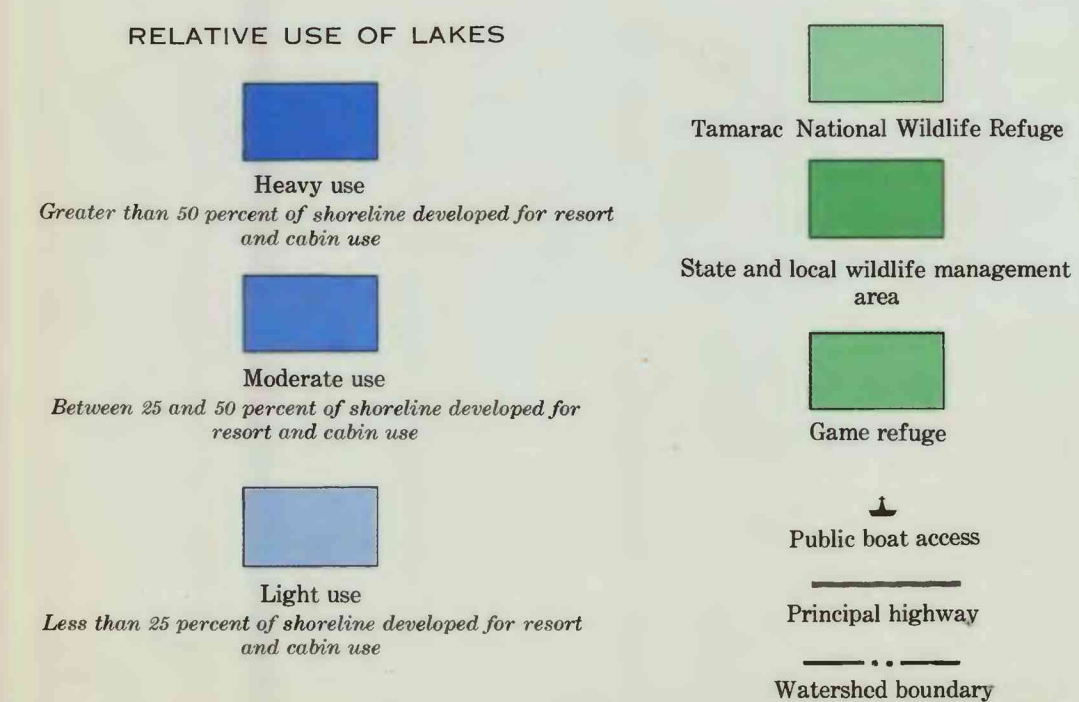 RELATIVE USE OF LAKES
Heavy use
Greater than 50 percent of shoreline developed for resort
and cabin use
Moderate use
Between 25 and 50 percent of shoreline developed for
resort and cabin use
Light use
Less than 25 percent of shoreline developed for resort
and cabin use
Tamarac National Wildlife Refuge
State and local wildlife management
area
Game refuge
Public boat access
Principal highway
Watershed boundary